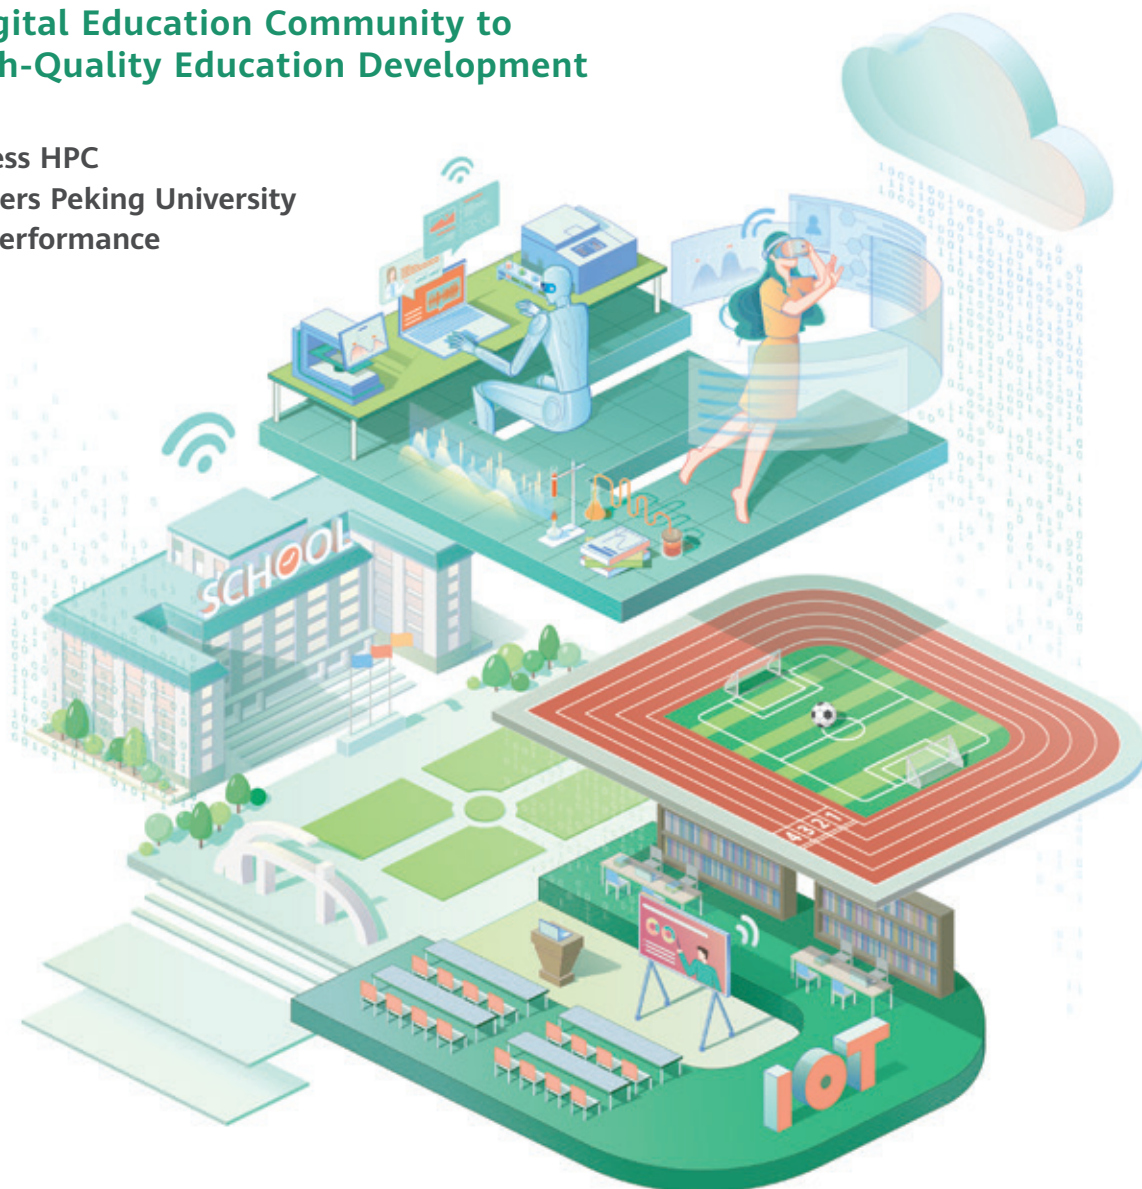 gital Education Community to
h-Quality Education Development
ess HPC
ers Peking University
erformance
SCHOOL
4321
IOT